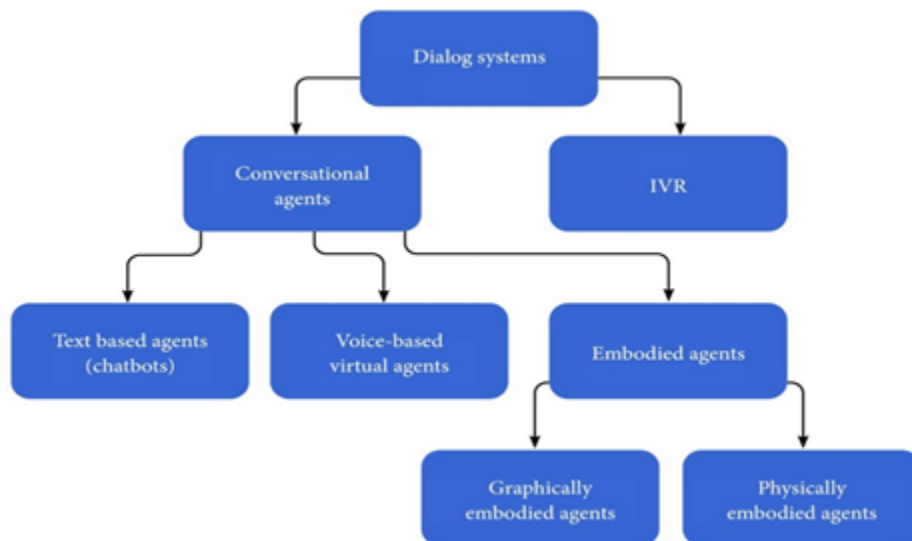 Dialog systems
Conversational
agents
IVR
Text based agents
(chatbots)
Voice-based
virtual agents
Embodied agents
Graphically
embodied agents
Physically
embodied agents